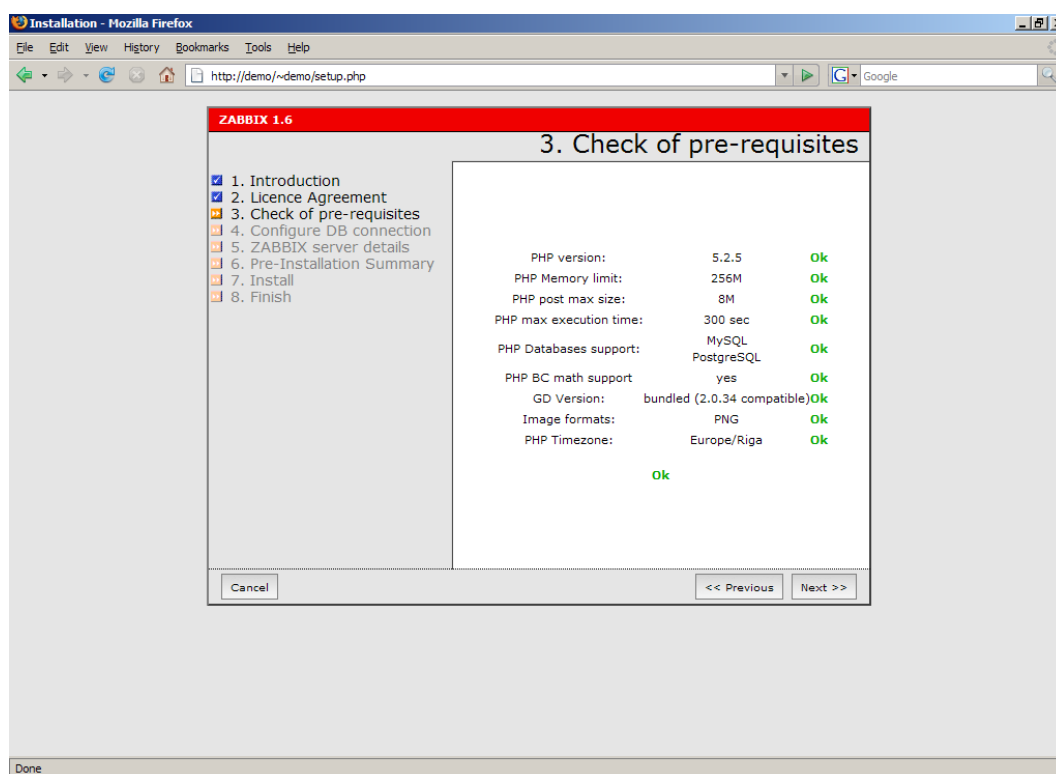 Installation - Mozilla Firefox
File Edit View History Bookmarks Tools Help
http://demo/~demo/setup.php
G Google
ZABBIX 1.6
3. Check of pre-requisites
1. Introduction
2. Licence Agreement
3. Check of pre-requisites
4. Configure DB connection
5. ZABBIX server details
6. Pre-Installation Summary
7. Install
8. Finish
PHP version: 5.2.5 Ok
PHP Memory limit: 256M Ok
PHP post max size: 8M Ok
PHP max execution time: 300 sec Ok
PHP Databases support: MySQL PostgreSQL Ok
PHP BC math support yes Ok
GD Version: bundled (2.0.34 compatible) Ok
Image formats: PNG Ok
PHP Timezone: Europe/Riga Ok
Ok
Cancel << Previous Next >>
Done